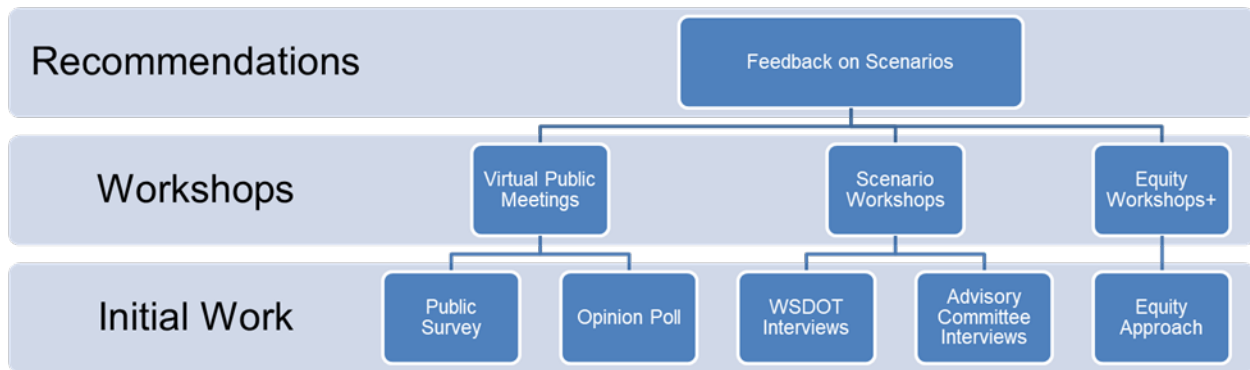 Recommendations
Feedback on Scenarios
Workshops
Virtual Public
Meetings
Scenario
Workshops
Equity
Workshops+
Initial Work
Public
Survey
Opinion Poll
WSDOT
Interviews
Advisory
Committee
Interviews
Equity
Approach